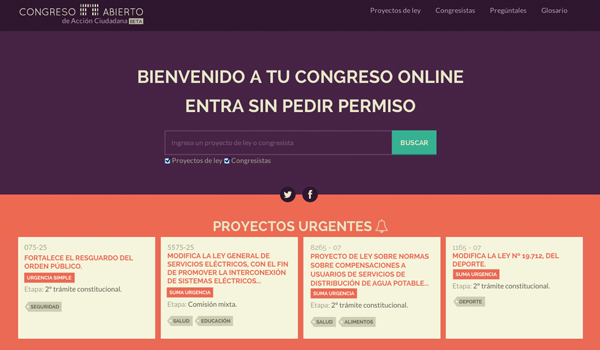 CONGRESO ABIERTO
de Acción Ciudadana BETA
Proyectos de ley Congresistas Pregúntales Glosario
BIENVENIDO A TU CONGRESO ONLINE
ENTRA SIN PEDIR PERMISO
Ingresa un proyecto de ley o congresista
BUSCAR
Proyectos de ley Congresistas
PROYECTOS URGENTES
075-25
FORTALECE EL RESGUARDO DEL
ORDEN PÚBLICO.
URGENCIA SIMPLE
Etapa: 2° trámite constitucional.
SEGURIDAD
5575-25
MODIFICA LA LEY GENERAL DE
SERVICIOS ELÉCTRICOS, CON EL FIN
DE PROMOVER LA INTERCONEXIÓN
DE SISTEMAS ELÉCTRICOS...
SUMA URGENCIA
Etapa: Comisión mixta.
SALUD EDUCACIÓN
8265 - 07
PROYECTO DE LEY SOBRE NORMAS
SOBRE COMPENSACIONES A
USUARIOS DE SERVICIOS DE
DISTRIBUCIÓN DE AGUA POTABLE...
SUMA URGENCIA
Etapa: 2° trámite constitucional.
SALUD ALIMENTOS
1165 - 07
MODIFICA LA LEY Nº 19.712, DEL
DEPORTE.
SUMA URGENCIA
Etapa: 2° trámite constitucional.
DEPORTE